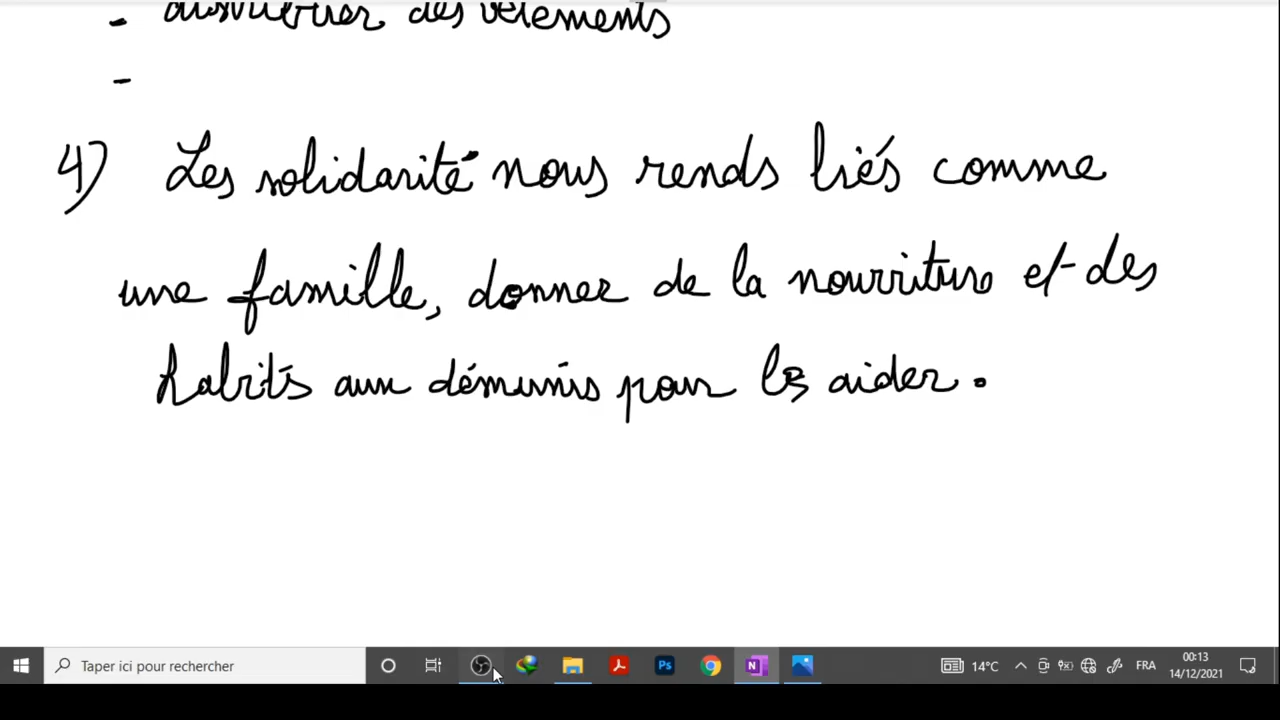 - distribuer des vêtements
-
4) Les solidarité nous rends liés comme
une famille, donner de la nourriture et des
habits aux démunis pour les aider.
Taper ici pour rechercher
Ps
N
14°C
FRA
00:13
14/12/2021